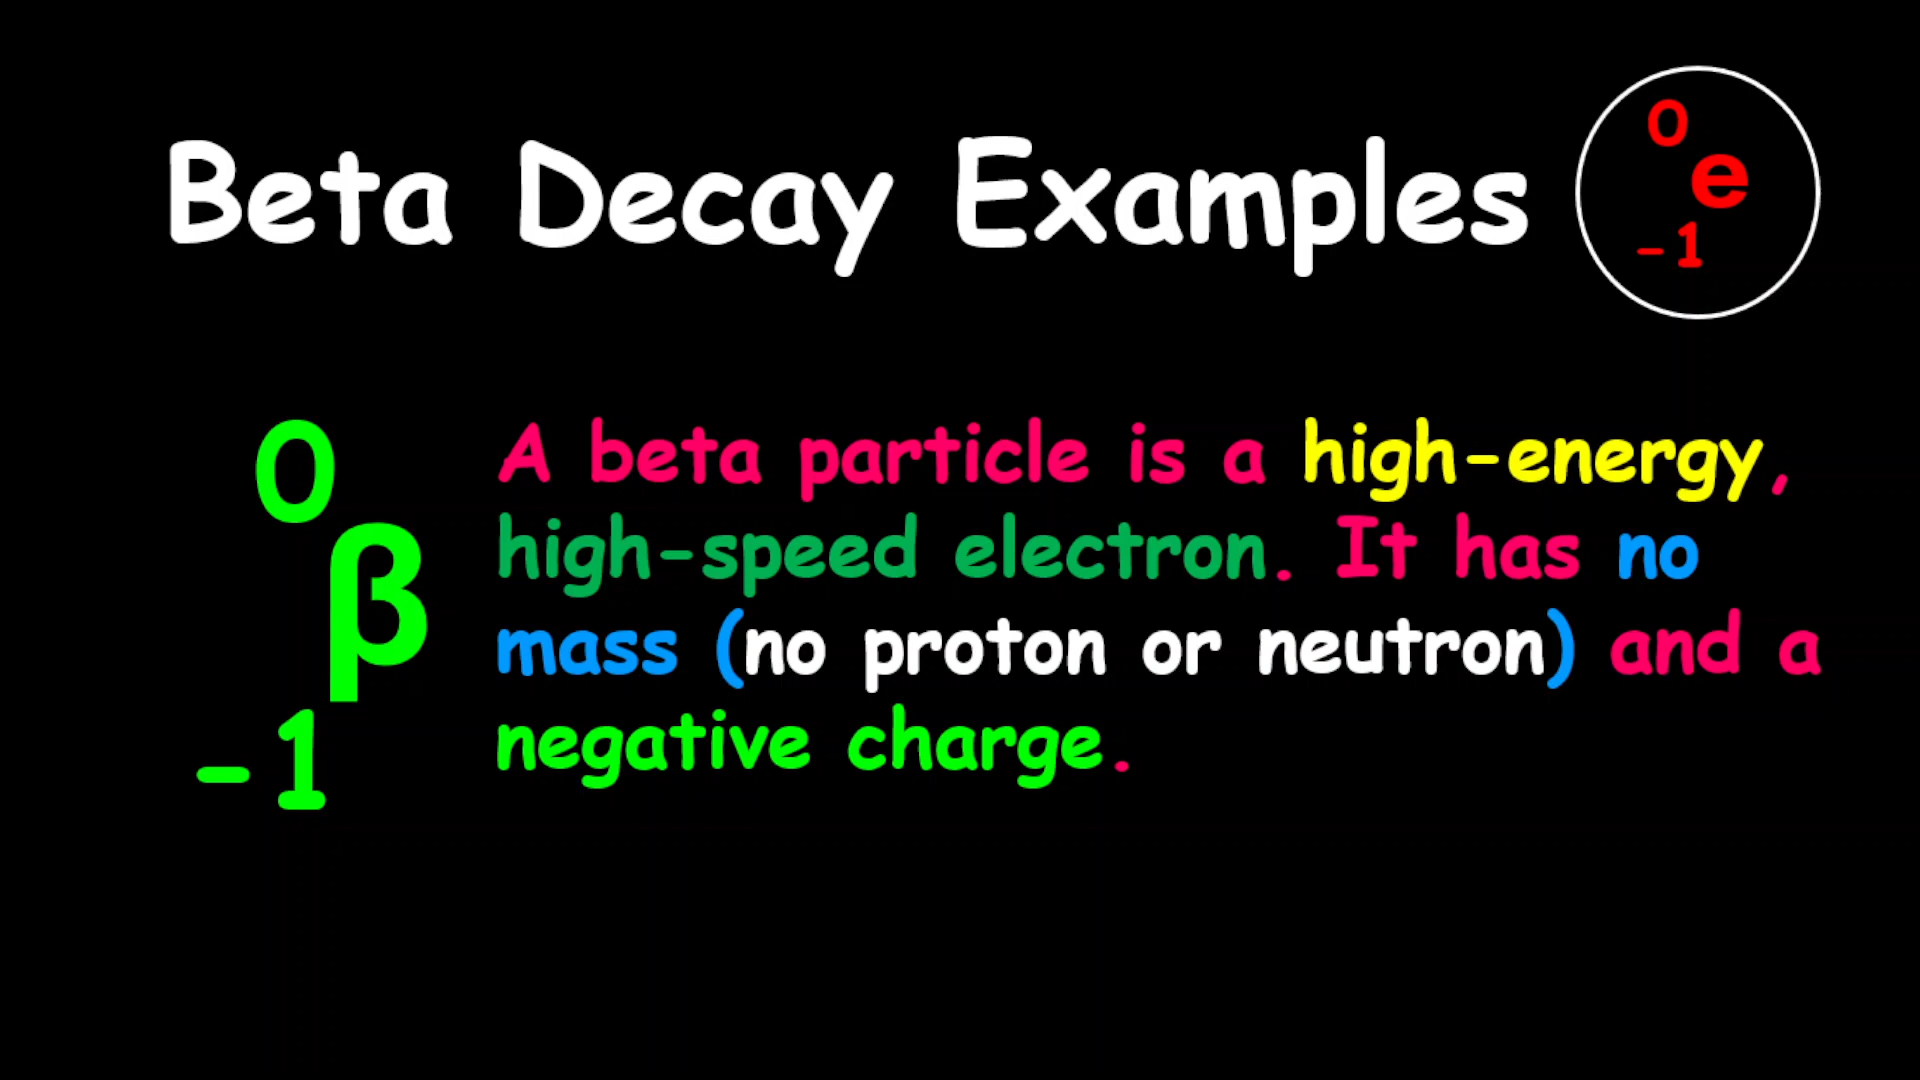 Beta Decay Examples
0
e
-1
0
β
-1
A beta particle is a high-energy,
high-speed electron. It has no
mass (no proton or neutron) and a
negative charge.